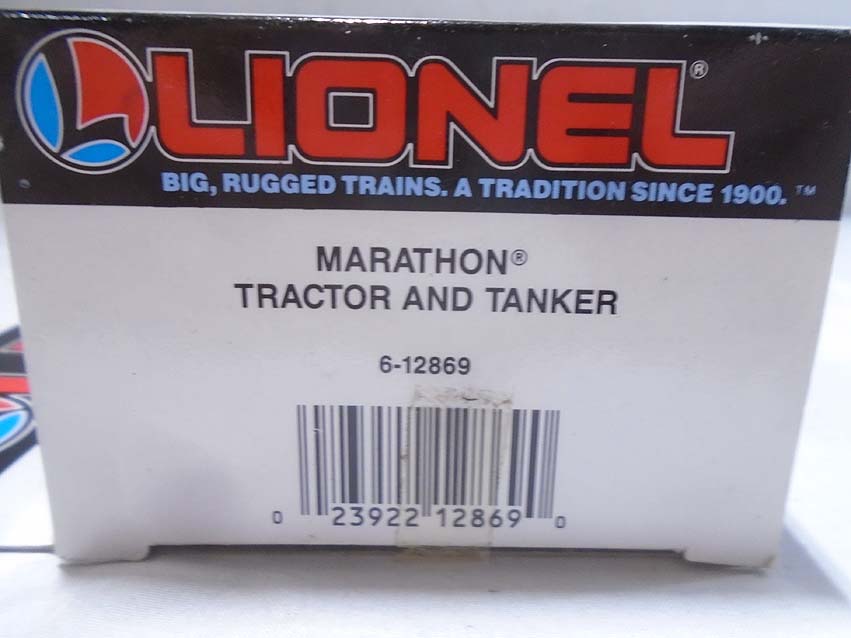 LIONEL®
BIG, RUGGED TRAINS. A TRADITION SINCE 1900.™
MARATHON®
TRACTOR AND TANKER
6-12869
0 23922 12869 0